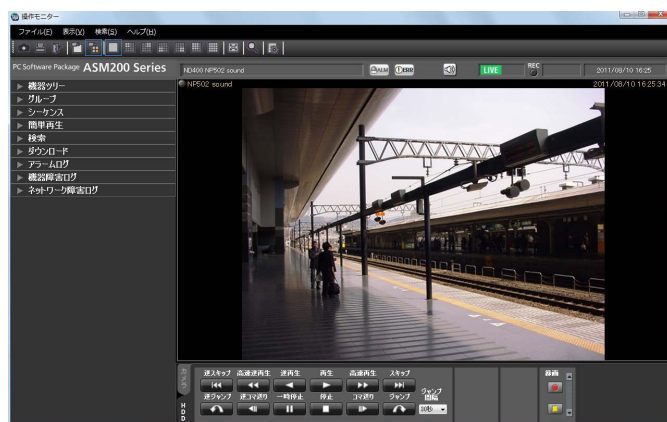 操作モニター
ファイル(F) 表示(V) 検索(S) ヘルプ(H)
PC Software Package ASM200 Series
ND400 NP502 sound ALM ERR LIVE REC 2011/08/10 16:25
NP502 sound 2011/08/10 16:25:34
機器ツリー
グループ
シーケンス
簡単再生
検索
ダウンロード
アラームログ
機器障害ログ
ネットワーク障害ログ
逆スキップ 高速逆再生 逆再生 再生 高速再生 スキップ 録画
逆ジャンプ 逆コマ送り 一時停止 停止 コマ送り ジャンプ
ジャンプ
間隔
30秒
HDD